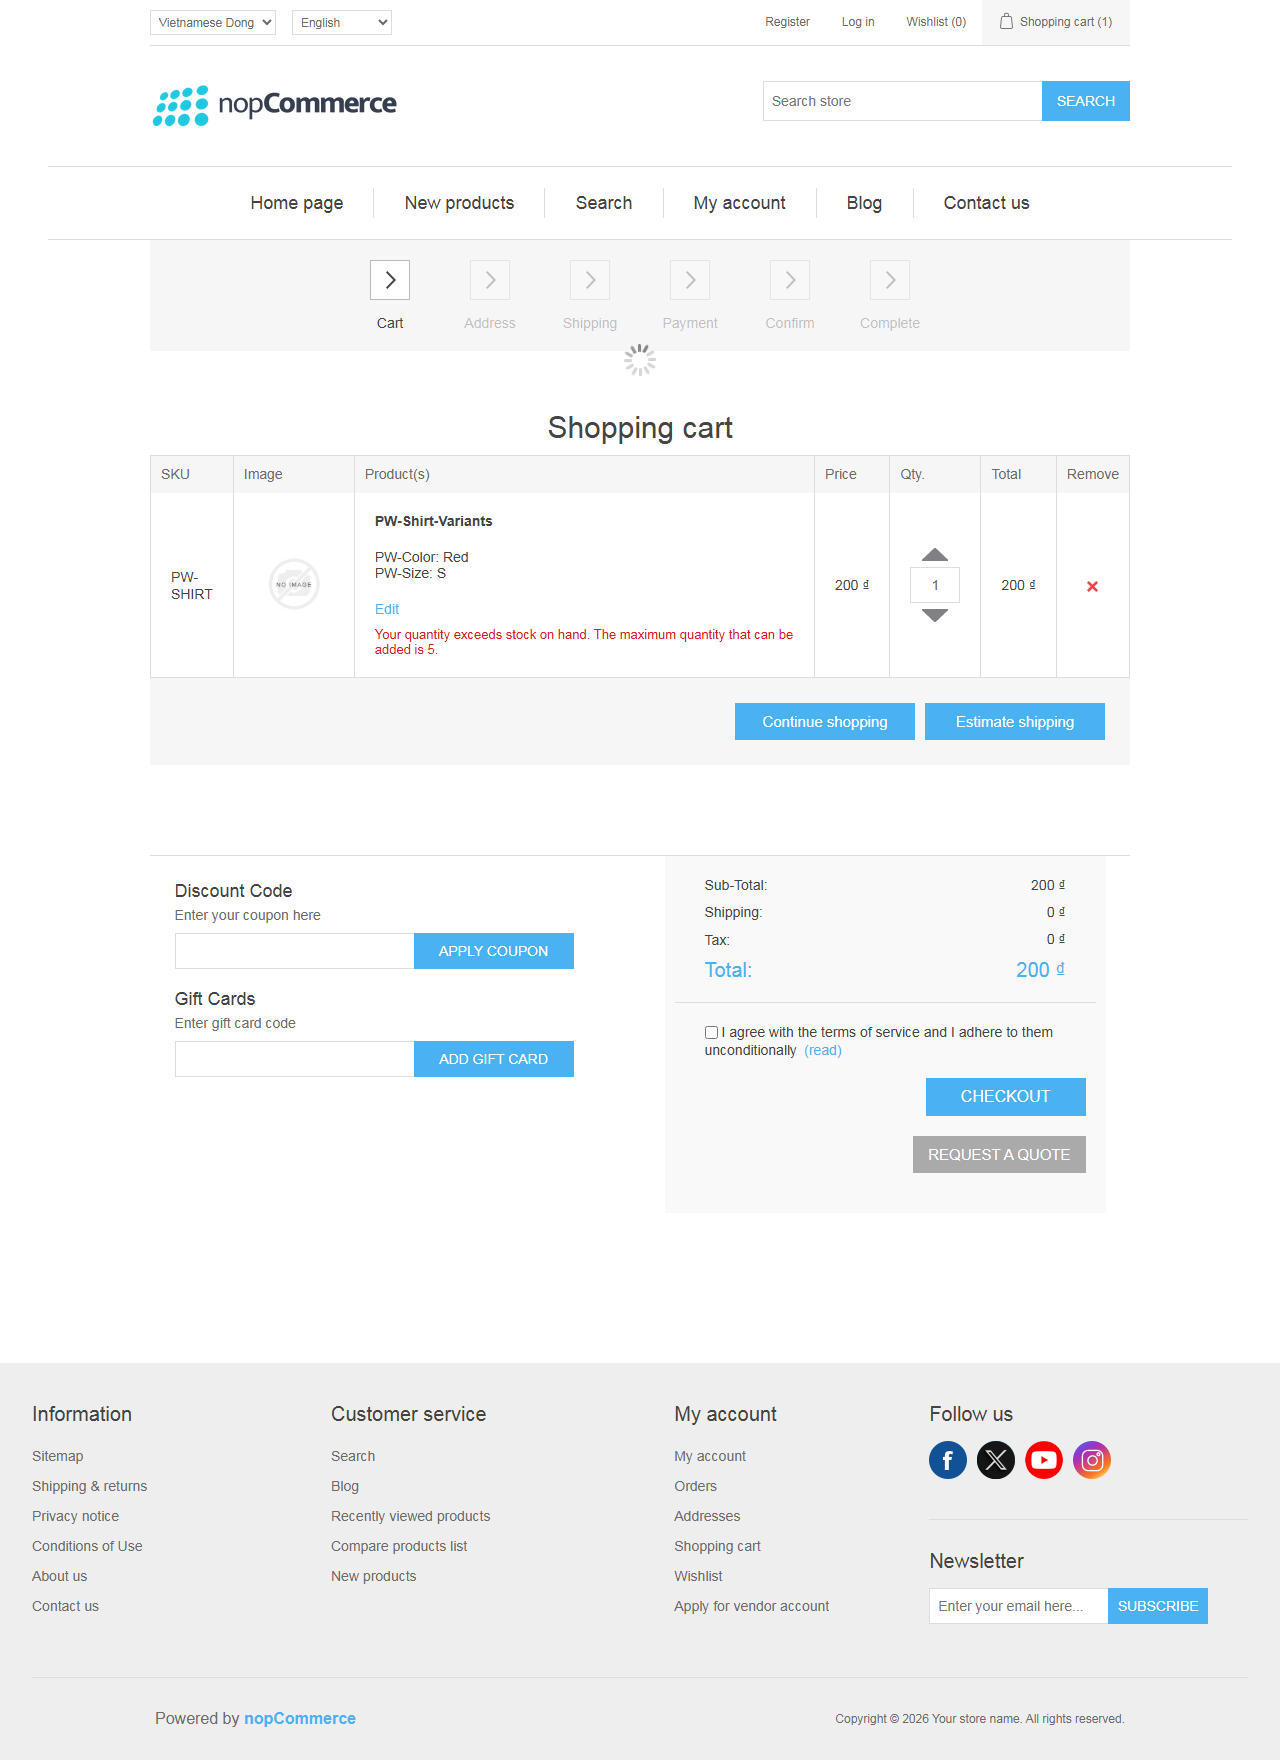 Vietnamese Dong English Register Log in Wishlist (0) Shopping cart (1)
nopCommerce
Search store SEARCH
Home page New products Search My account Blog Contact us
Cart Address Shipping Payment Confirm Complete
Shopping cart
SKU Image Product(s) Price Qty. Total Remove
PW-Shirt-Variants
PW-Color: Red
PW-Size: S
PW-
SHIRT
NO IMAGE
200 ₫ 1 200 ₫
Edit
Your quantity exceeds stock on hand. The maximum quantity that can be
added is 5.
Continue shopping Estimate shipping
Discount Code
Enter your coupon here
APPLY COUPON
Gift Cards
Enter gift card code
ADD GIFT CARD
Sub-Total: 200 ₫
Shipping: 0 ₫
Tax: 0 ₫
Total: 200 ₫
I agree with the terms of service and I adhere to them
unconditionally (read)
CHECKOUT
REQUEST A QUOTE
Information
Sitemap
Shipping & returns
Privacy notice
Conditions of Use
About us
Contact us
Customer service
Search
Blog
Recently viewed products
Compare products list
New products
My account
My account
Orders
Addresses
Shopping cart
Wishlist
Apply for vendor account
Follow us
Newsletter
Enter your email here... SUBSCRIBE
Powered by nopCommerce
Copyright © 2026 Your store name. All rights reserved.